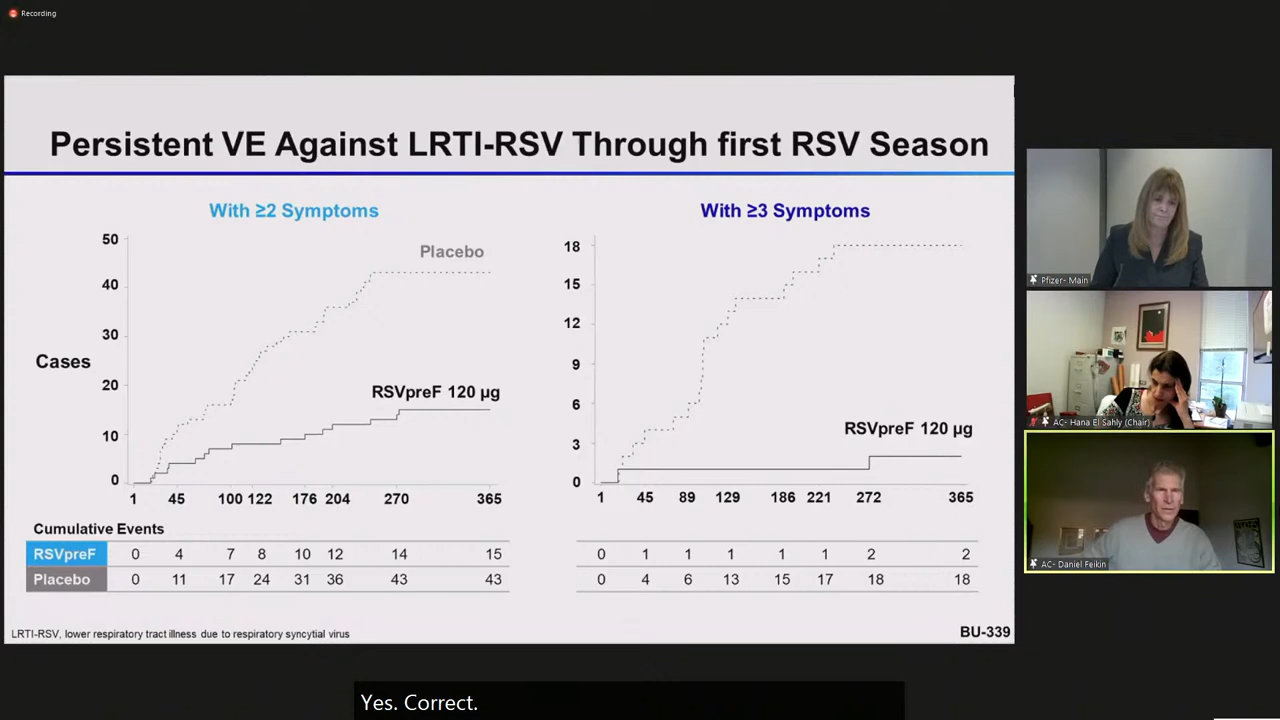 Recording
Persistent VE Against LRTI-RSV Through first RSV Season
With ≥2 Symptoms
50
40
30
20
10
0
Cases
Placebo
RSVpreF 120 µg
1 45 100 122 176 204 270 365
With ≥3 Symptoms
18
15
12
9
6
3
0
RSVpreF 120 µg
1 45 89 129 186 221 272 365
Cumulative Events
RSVpreF 0 4 7 8 10 12 14 15 0 1 1 1 1 1 2 2
Placebo 0 11 17 24 31 36 43 43 0 4 6 13 15 17 18 18
LRTI-RSV, lower respiratory tract illness due to respiratory syncytial virus
BU-339
Pfizer- Main
AC- Hana El Sahly (Chair)
AC- Daniel Feikin
Yes. Correct.